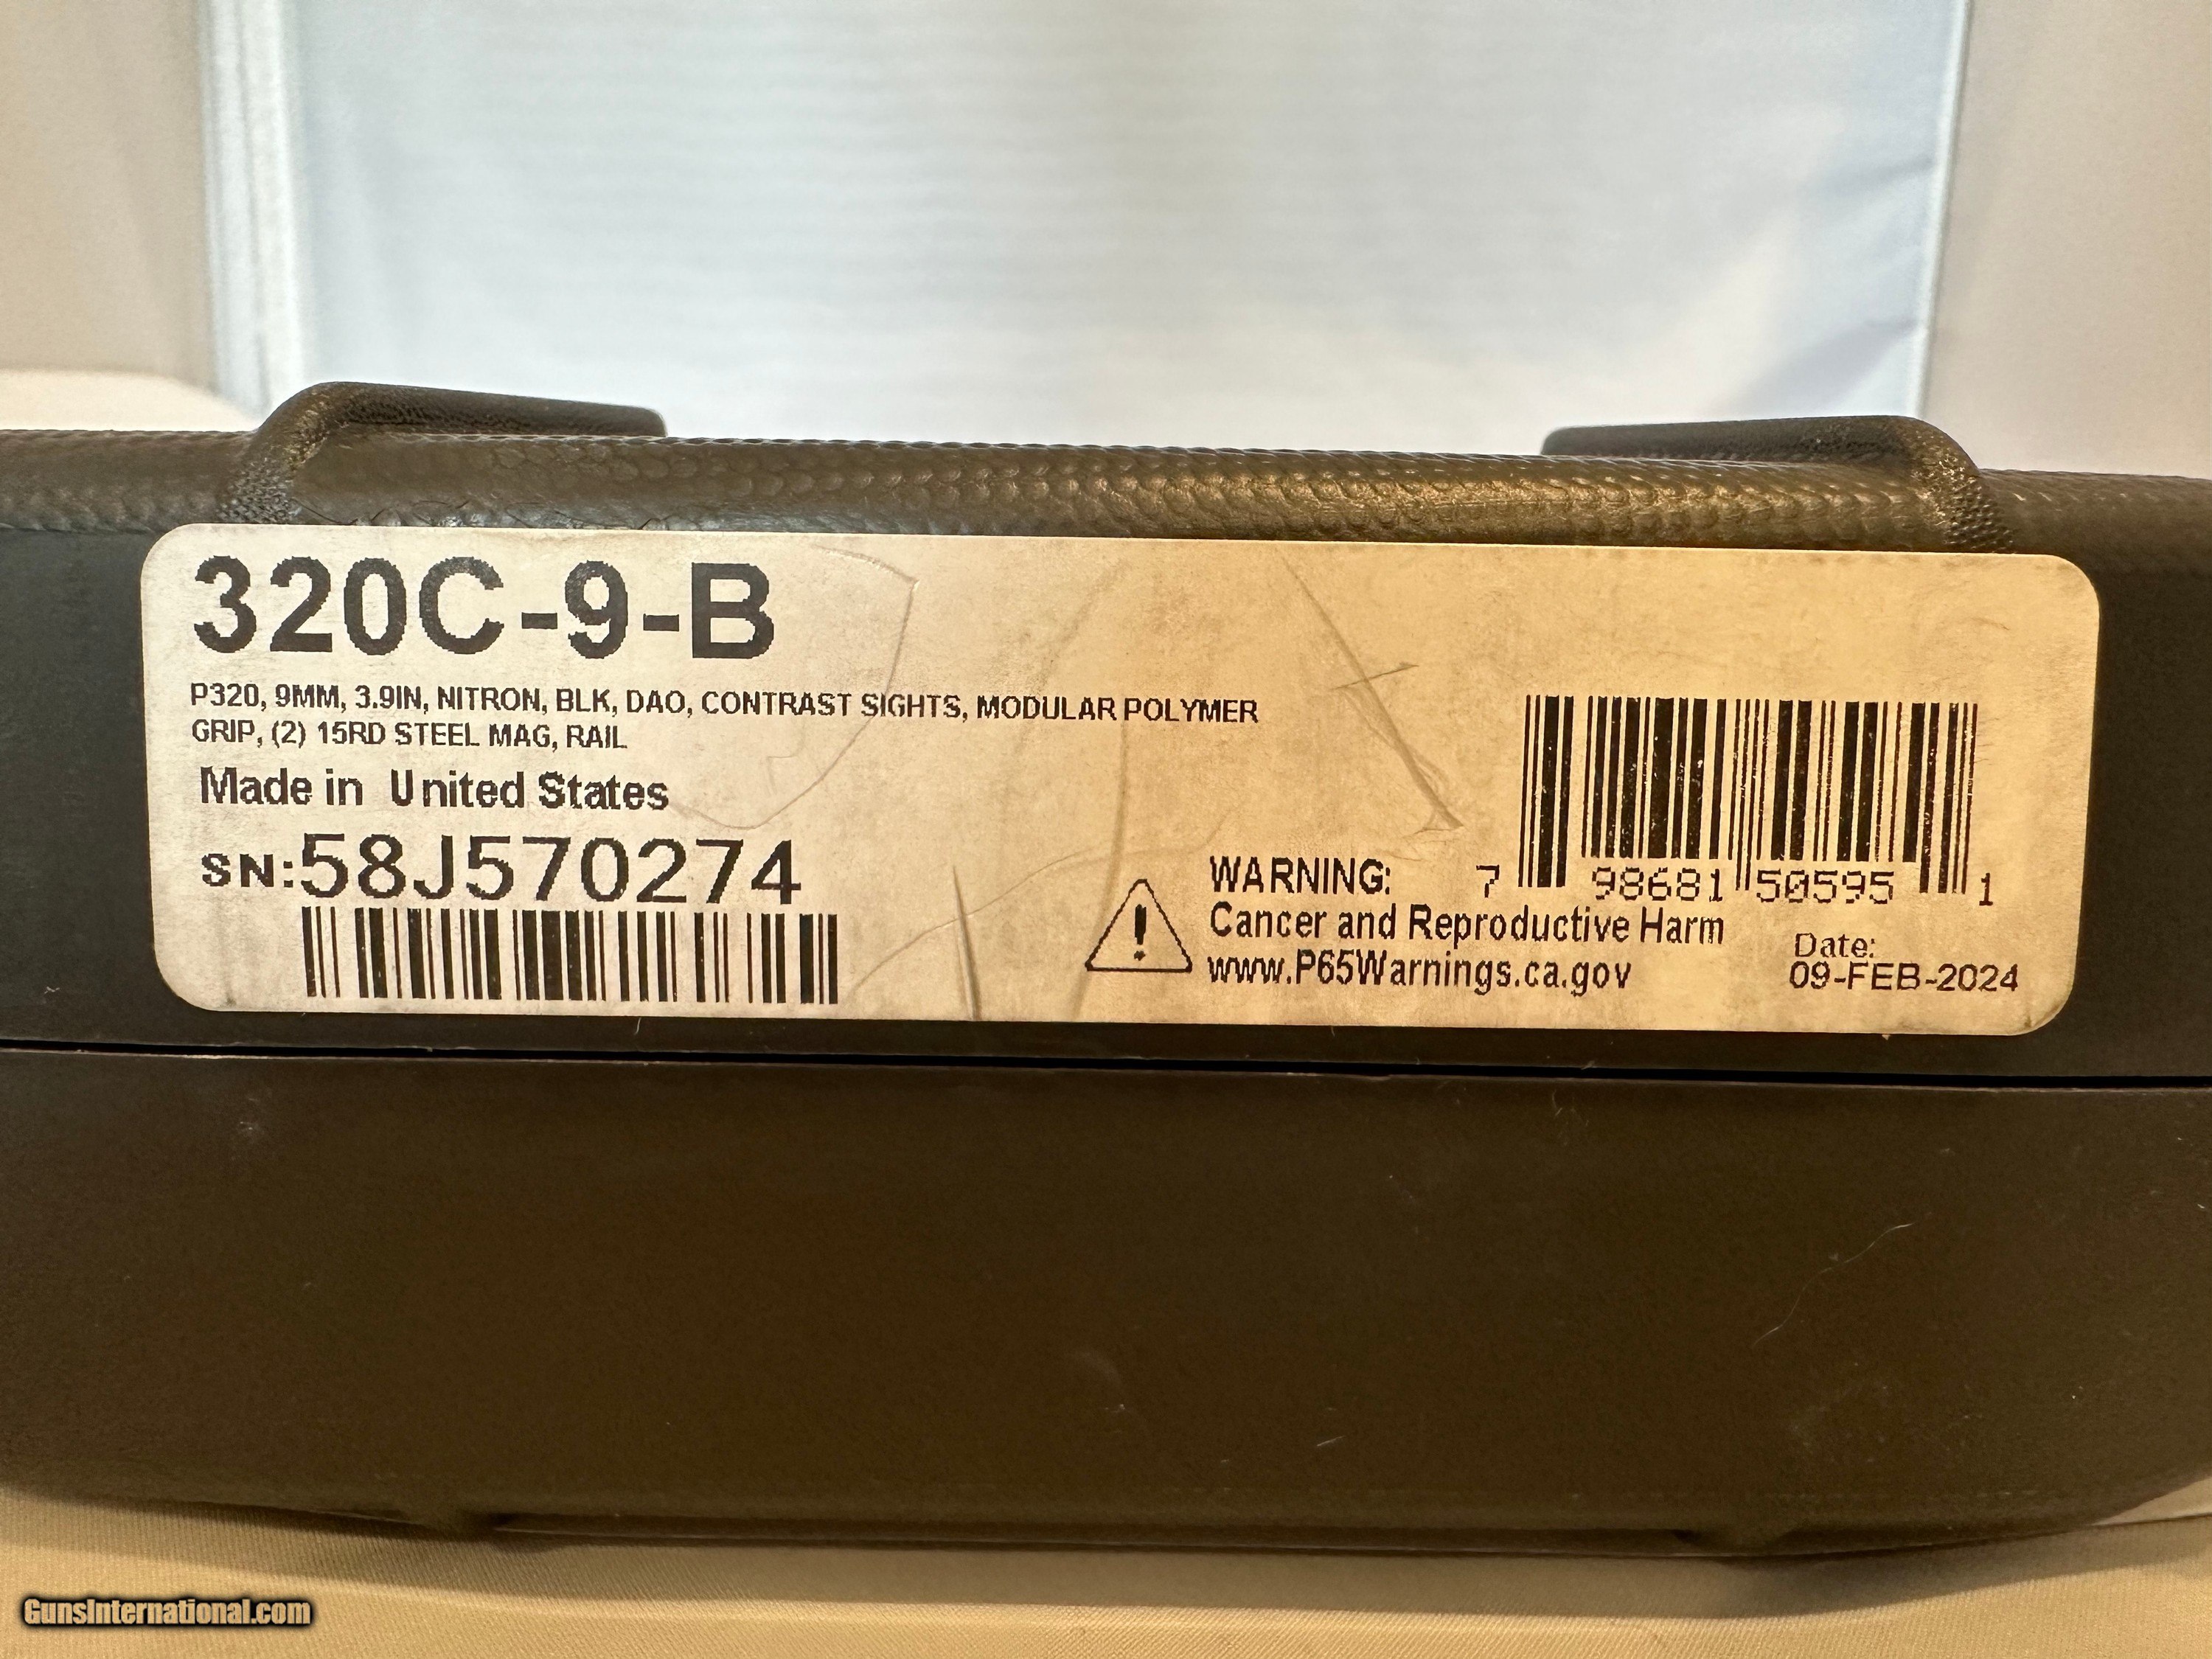 320C-9-B
P320, 9MM, 3.9IN, NITRON, BLK, DAO, CONTRAST SIGHTS, MODULAR POLYMER
GRIP, (2) 15RD STEEL MAG, RAIL
Made in United States
SN:58J570274
WARNING:
Cancer and Reproductive Harm
www.P65Warnings.ca.gov
7 98681 50595 1
Date:
09-FEB-2024
GunsInternational.com